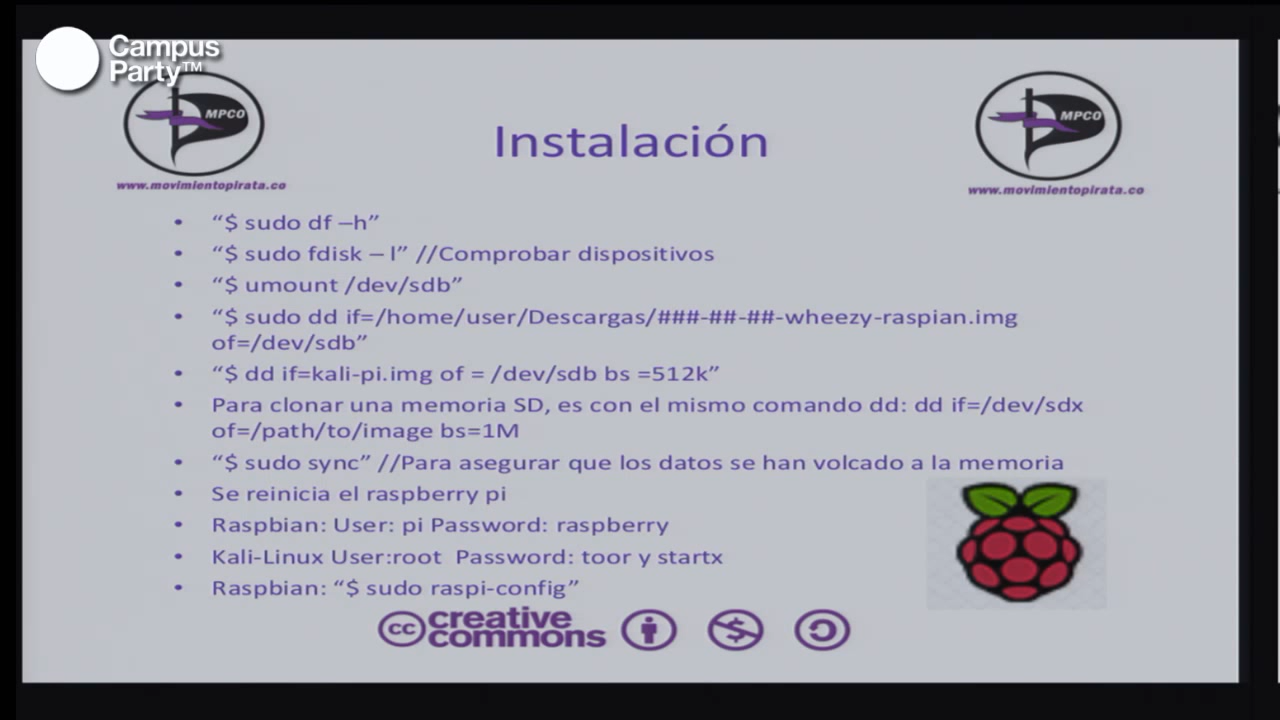 Campus
Party™
MPCO
www.movimientopirata.co
MPCO
www.movimientopirata.co
Instalación
• “$ sudo df –h”
• “$ sudo fdisk – l” //Comprobar dispositivos
• “$ umount /dev/sdb”
• “$ sudo dd if=/home/user/Descargas/###-##-##-wheezy-raspian.img
of=/dev/sdb”
• “$ dd if=kali-pi.img of = /dev/sdb bs =512k”
• Para clonar una memoria SD, es con el mismo comando dd: dd if=/dev/sdx
of=/path/to/image bs=1M
• “$ sudo sync” //Para asegurar que los datos se han volcado a la memoria
• Se reinicia el raspberry pi
• Raspbian: User: pi Password: raspberry
• Kali-Linux User:root Password: toor y startx
• Raspbian: “$ sudo raspi-config”
cc creative
commons